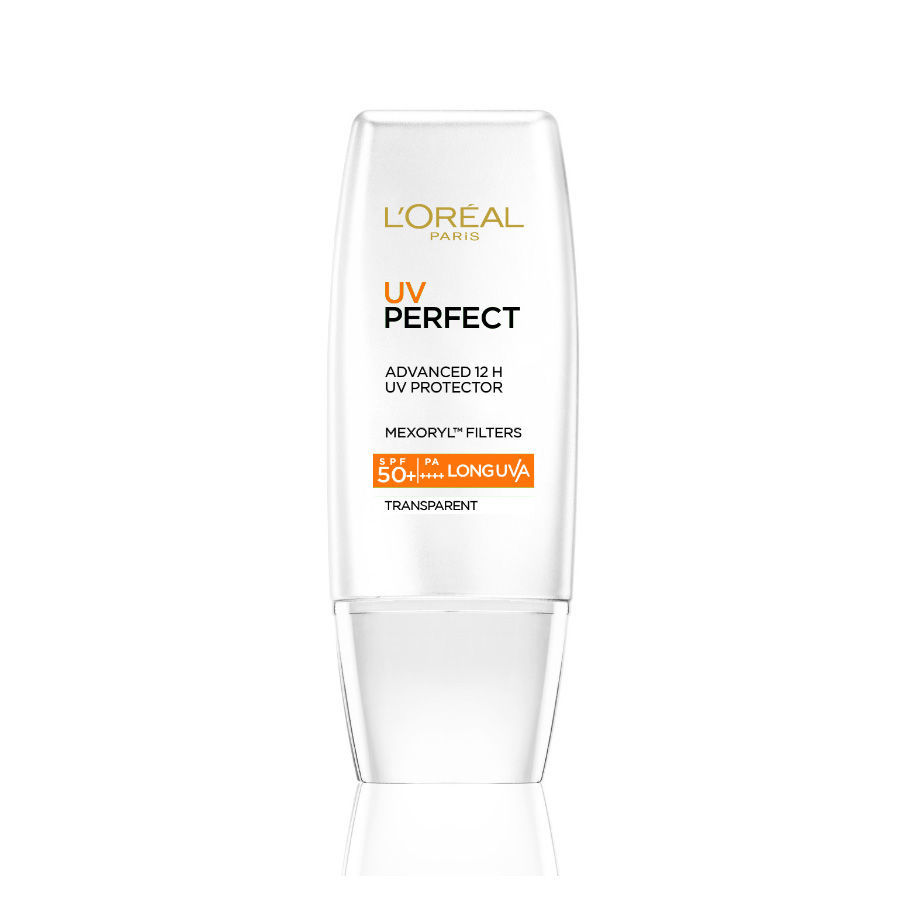 L'ORÉAL
PARIS
UV
PERFECT
ADVANCED 12 H
UV PROTECTOR
MEXORYL™ FILTERS
SPF 50+ | PA ++++ LONG UVA
TRANSPARENT